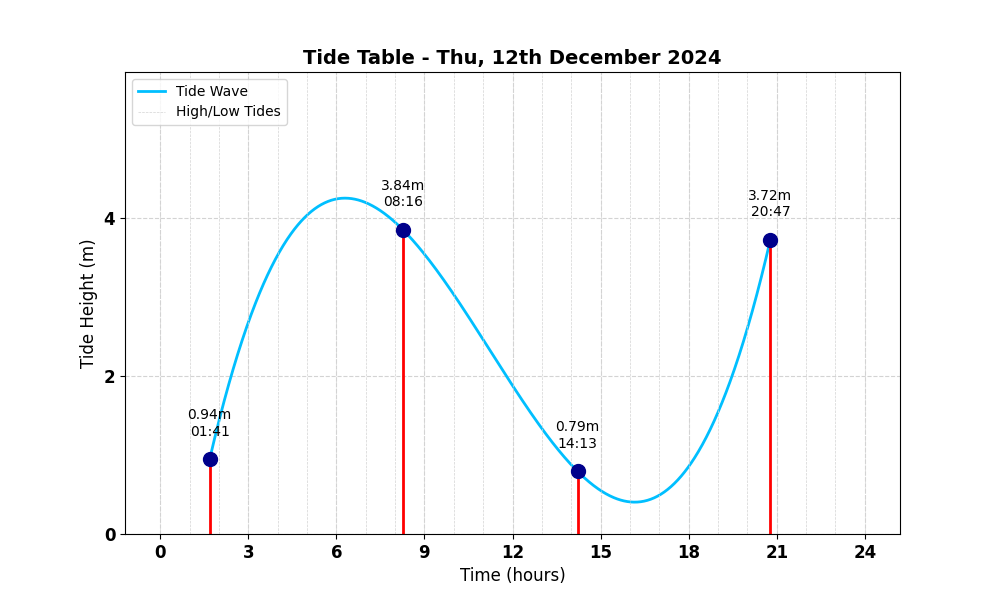 Tide Table - Thu, 12th December 2024
Tide Wave
High/Low Tides
3.84m
08:16
3.72m
20:47
0.94m
01:41
0.79m
14:13
4
2
0
Tide Height (m)
0 3 6 9 12 15 18 21 24
Time (hours)